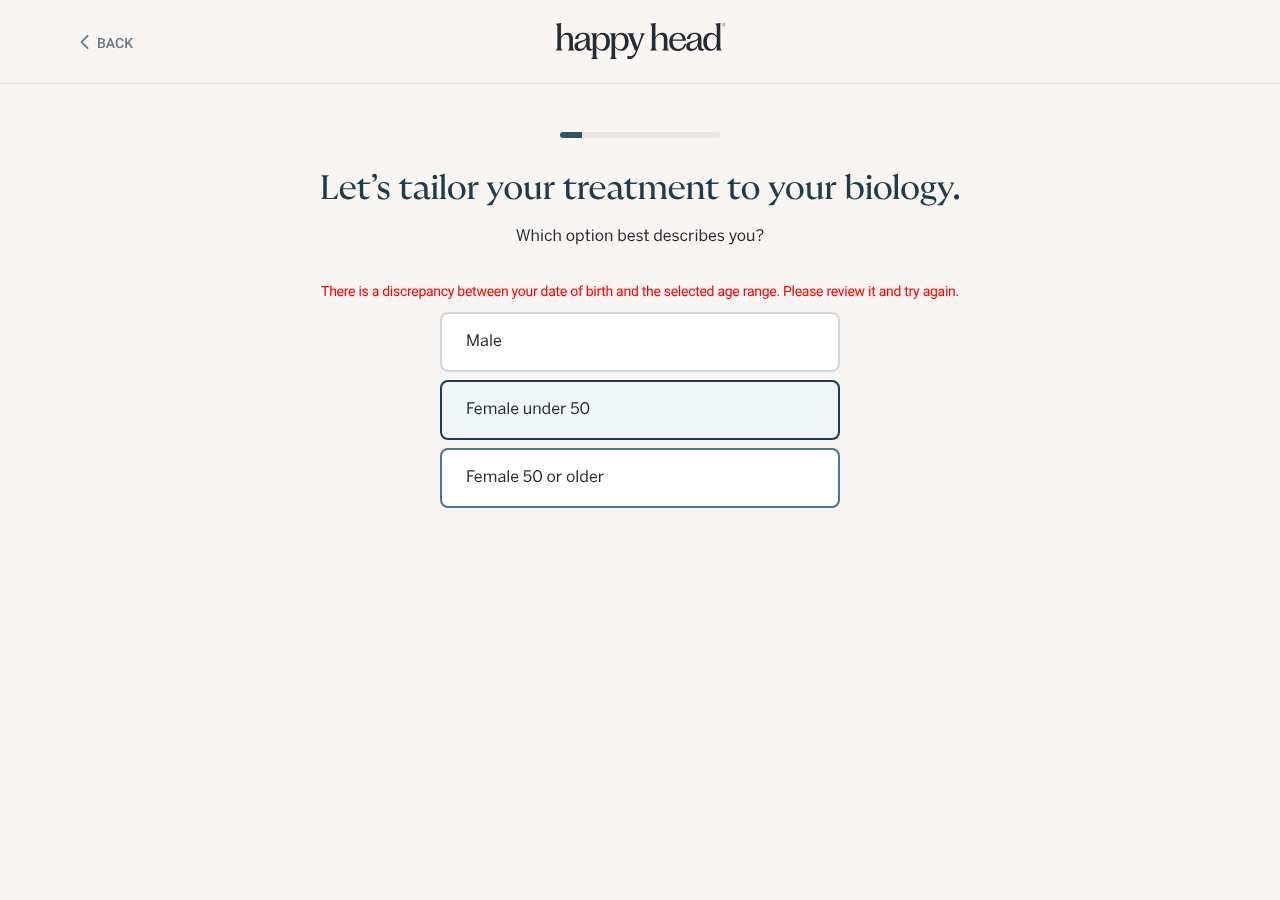 BACK
happy head
Let’s tailor your treatment to your biology.
Which option best describes you?
There is a discrepancy between your date of birth and the selected age range. Please review it and try again.
Male
Female under 50
Female 50 or older